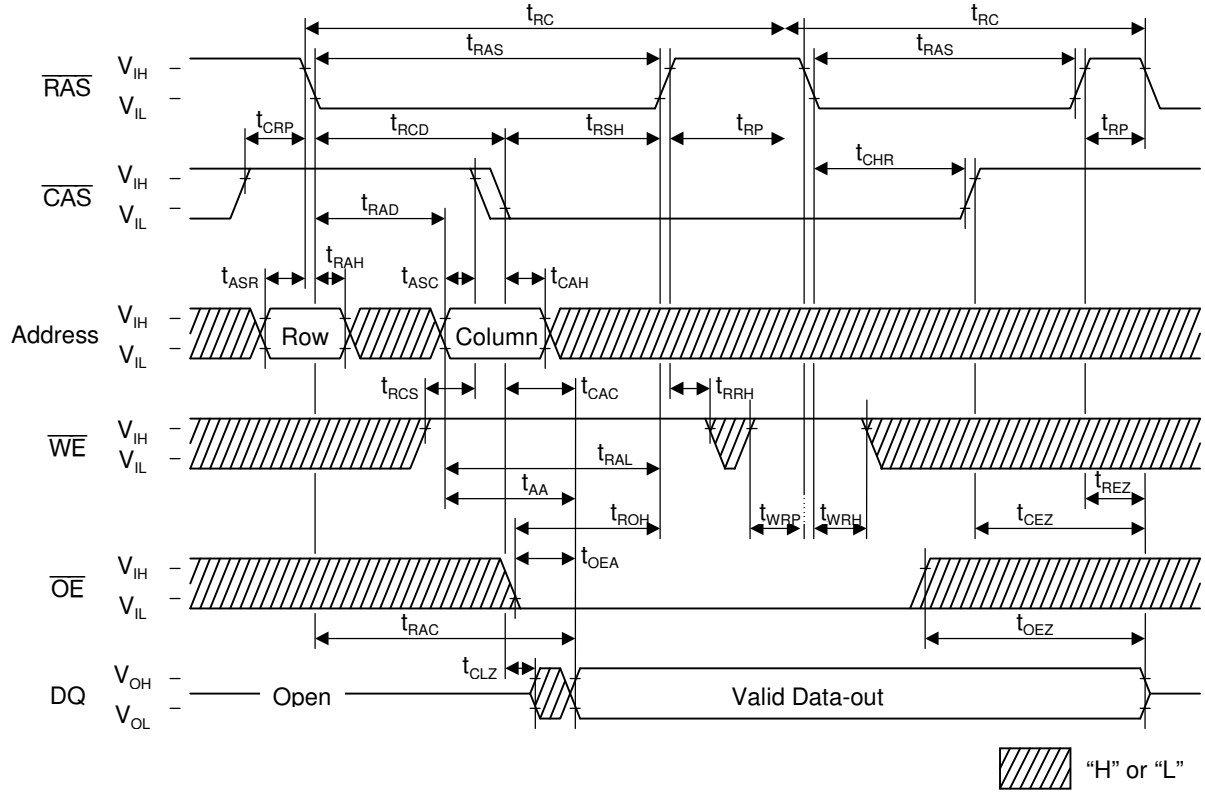 tRC tRC
tRAS tRAS
RAS VIH
VIL
tCRP tRCD tRSH tRP tRP
tCHR
CAS VIH
VIL
tRAD
tASR tRAH tASC tCAH
Address VIH
VIL
Row Column
tRCS tCAC tRRH
WE VIH
VIL
tRAL
tAA tREZ
tROH tWRP tWRH tCEZ
tOEA
OE VIH
VIL
tRAC tOEZ
tCLZ
DQ VOH
VOL
Open Valid Data-out
“H” or “L”